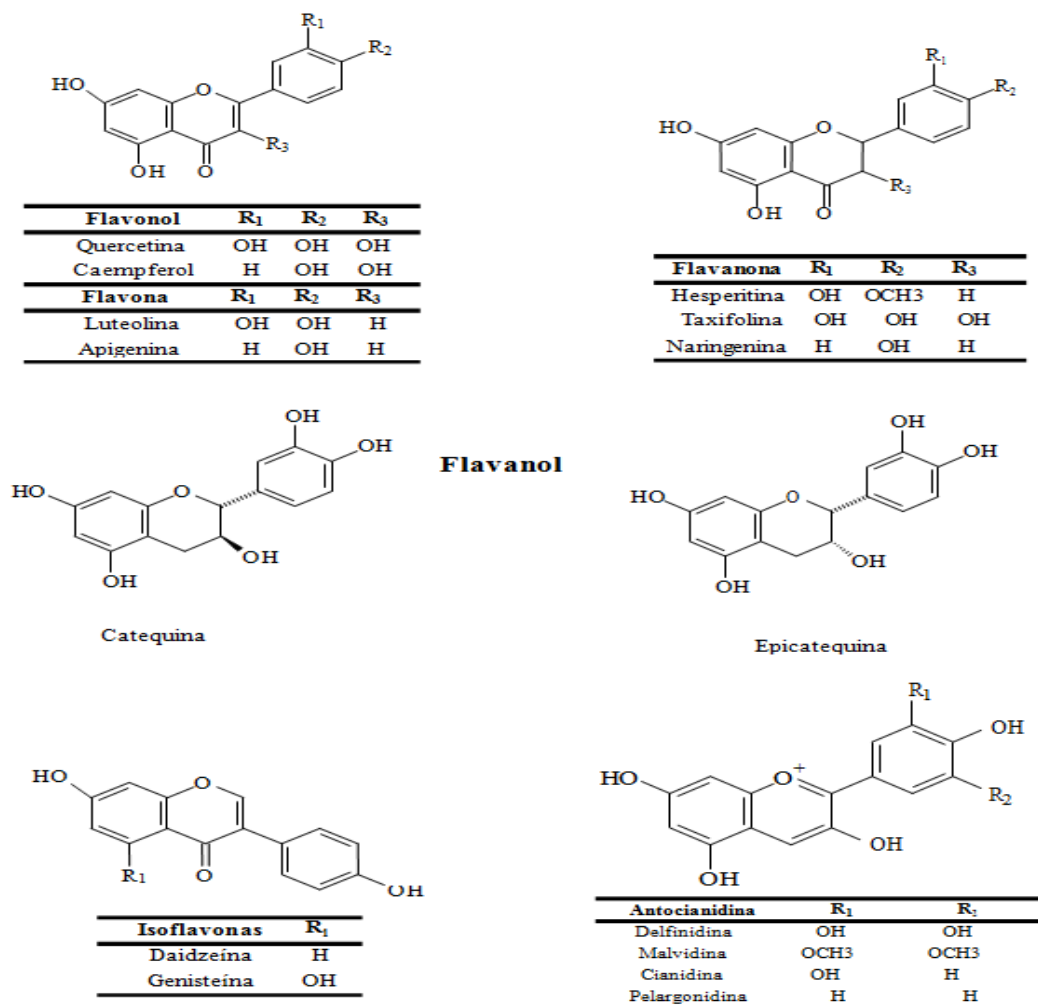 R1
R2
HO
O
R3
OH
O
Flavonol R1 R2 R3
Quercetina OH OH OH
Caempferol H OH OH
Flavona R1 R2 R3
Luteolina OH OH H
Apigenina H OH H
R1
R2
HO
O
R3
OH
O
Flavanona R1 R2 R3
Hesperitina OH OCH3 H
Taxifolina OH OH OH
Naringenina H OH H
OH
OH
HO
O
OH
OH
Catequina
Flavanol
OH
OH
HO
O
OH
OH
Epicatequina
HO
O
R1
O
OH
Isoflavonas R1
Daidzeína H
Genisteína OH
R1
OH
O+
HO
R2
OH
OH
Antocianidina R1 R2
Delfinidina OH OH
Malvidina OCH3 OCH3
Cianidina OH H
Pelargonidina H H